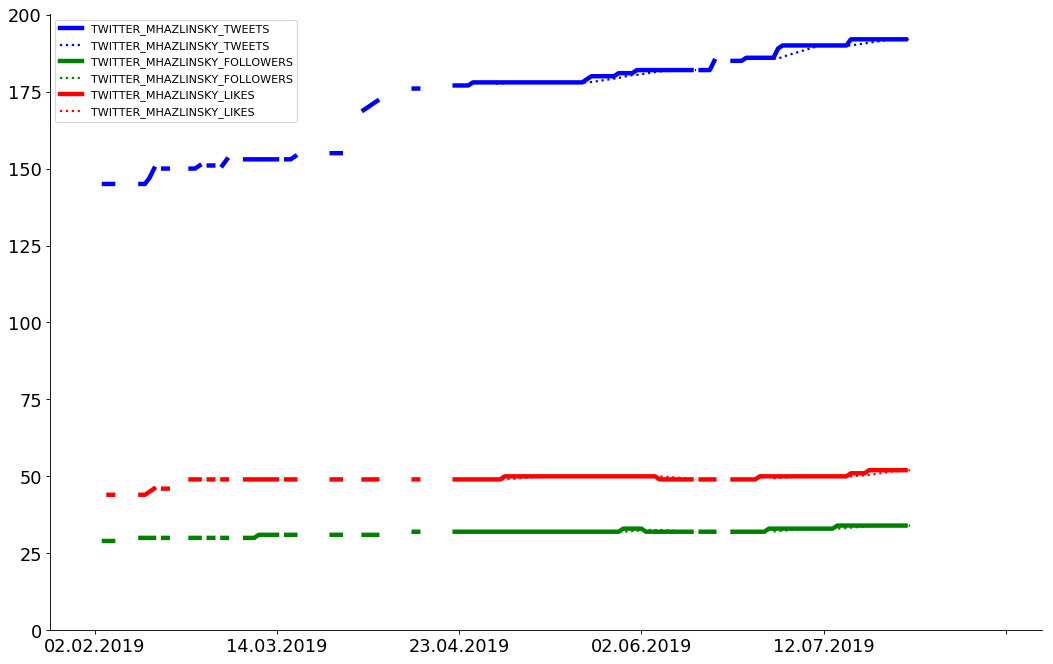 200
175
150
125
100
75
50
25
0
TWITTER_MHAZLINSKY_TWEETS
TWITTER_MHAZLINSKY_TWEETS
TWITTER_MHAZLINSKY_FOLLOWERS
TWITTER_MHAZLINSKY_FOLLOWERS
TWITTER_MHAZLINSKY_LIKES
TWITTER_MHAZLINSKY_LIKES
02.02.2019 14.03.2019 23.04.2019 02.06.2019 12.07.2019